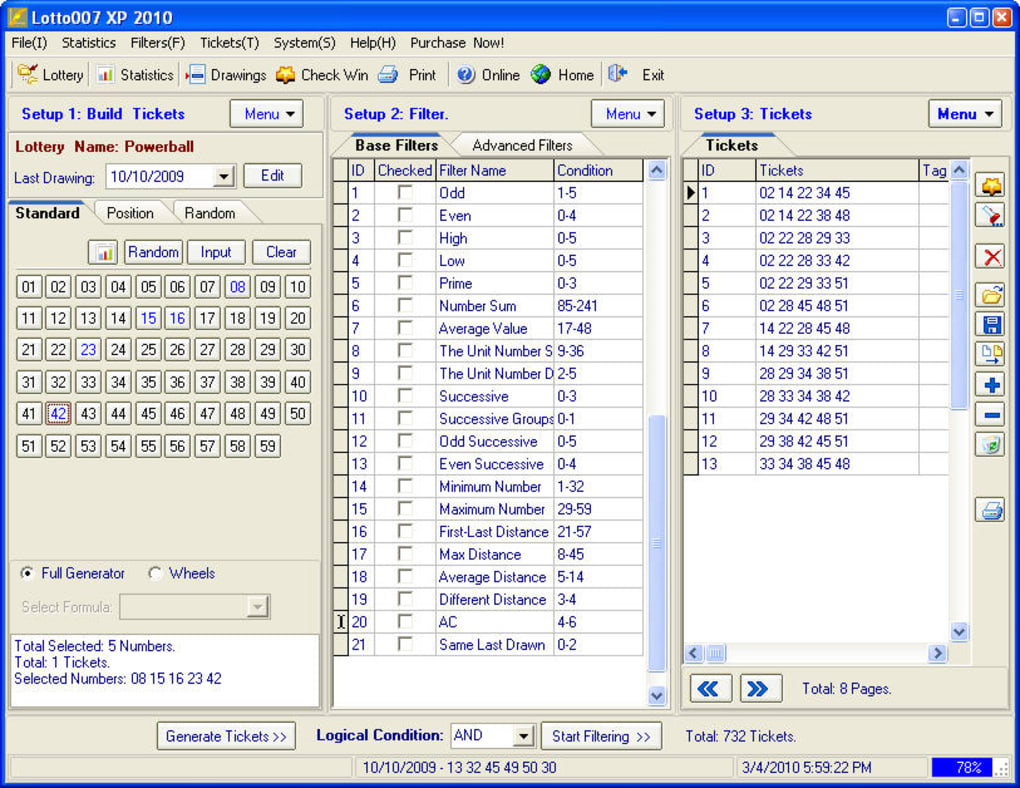 Lotto007 XP 2010
File(I) Statistics Filters(F) Tickets(T) System(S) Help(H) Purchase Now!
Lottery Statistics Drawings Check Win Print Online Home Exit
Setup 1: Build Tickets Menu
Lottery Name: Powerball
Last Drawing: 10/10/2009 Edit
Standard Position Random
Random Input Clear
01 02 03 04 05 06 07 08 09 10
11 12 13 14 15 16 17 18 19 20
21 22 23 24 25 26 27 28 29 30
31 32 33 34 35 36 37 38 39 40
41 42 43 44 45 46 47 48 49 50
51 52 53 54 55 56 57 58 59
Full Generator Wheels
Select Formula:
Total Selected: 5 Numbers.
Total: 1 Tickets.
Selected Numbers: 08 15 16 23 42
Generate Tickets >>
Setup 2: Filter. Menu
Base Filters Advanced Filters
ID Checked Filter Name Condition
1 Odd 1-5
2 Even 0-4
3 High 0-5
4 Low 0-5
5 Prime 0-3
6 Number Sum 85-241
7 Average Value 17-48
8 The Unit Number S 9-36
9 The Unit Number D 2-5
10 Successive 0-3
11 Successive Groups 0-1
12 Odd Successive 0-5
13 Even Successive 0-4
14 Minimum Number 1-32
15 Maximum Number 29-59
16 First-Last Distance 21-57
17 Max Distance 8-45
18 Average Distance 5-14
19 Different Distance 3-4
20 AC 4-6
21 Same Last Drawn 0-2
Logical Condition: AND Start Filtering >>
Setup 3: Tickets Menu
Tickets
ID Tickets Tag
1 02 14 22 34 45
2 02 14 22 38 48
3 02 22 28 29 33
4 02 22 28 33 42
5 02 22 29 33 51
6 02 28 45 48 51
7 14 22 28 45 48
8 14 29 33 42 51
9 28 29 34 38 51
10 28 33 34 38 42
11 29 34 42 48 51
12 29 38 42 45 51
13 33 34 38 45 48
Total: 8 Pages.
Total: 732 Tickets.
10/10/2009 - 13 32 45 49 50 30
3/4/2010 5:59:22 PM
78%